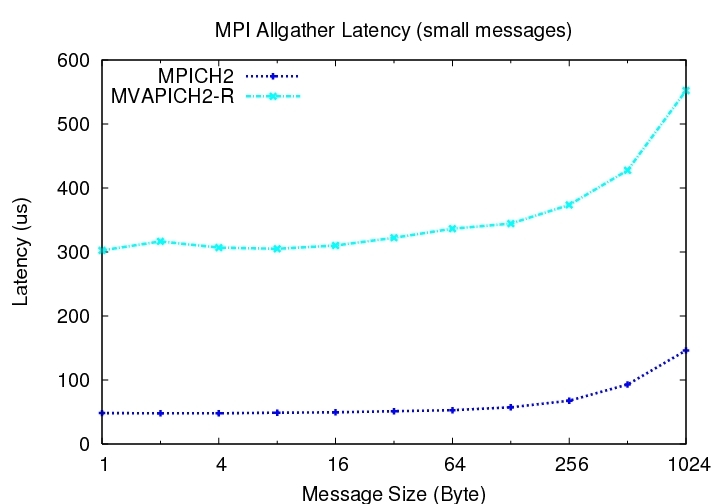 MPI Allgather Latency (small messages)
600
MPICH2
MVAPICH2-R
500
400
300
200
100
0
Latency (us)
1 4 16 64 256 1024
Message Size (Byte)